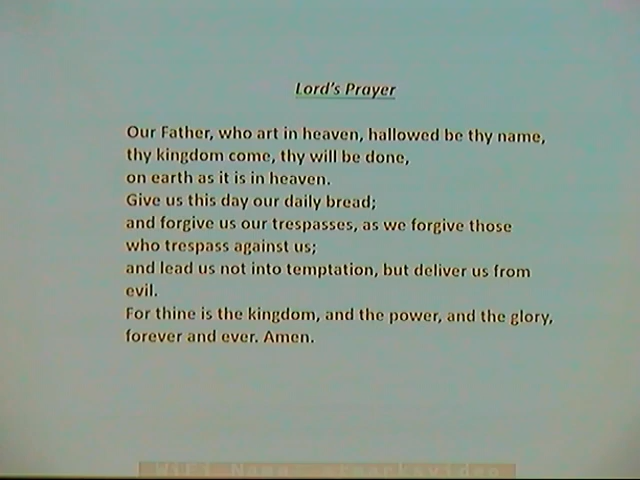 Lord's Prayer
Our Father, who art in heaven, hallowed be thy name,
thy kingdom come, thy will be done,
on earth as it is in heaven.
Give us this day our daily bread;
and forgive us our trespasses, as we forgive those
who trespass against us;
and lead us not into temptation, but deliver us from
evil.
For thine is the kingdom, and the power, and the glory,
forever and ever. Amen.
WiFi Name: